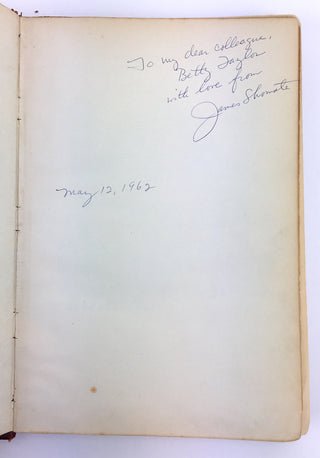 To my dear colleague,
Betty Taylor
with love from
James Shomate
May 12, 1962